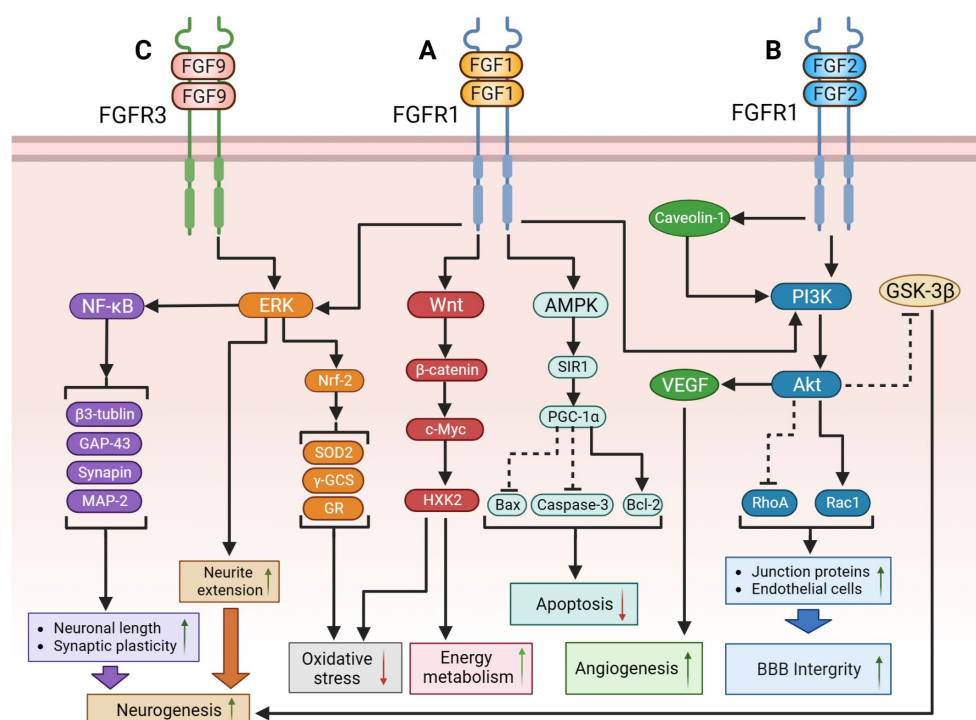 C
A
B
FGF9
FGF9
FGF1
FGF1
FGF2
FGF2
FGFR3
FGFR1
FGFR1
Caveolin-1
NF-κB
ERK
Wnt
AMPK
PI3K
GSK-3β
Nrf-2
β-catenin
SIR1
VEGF
Akt
β3-tublin
GAP-43
Synapin
MAP-2
SOD2
γ-GCS
GR
c-Myc
HXK2
PGC-1α
Bax
Caspase-3
Bcl-2
RhoA
Rac1
Neurite
extension
• Junction proteins
• Endothelial cells
Apoptosis
• Neuronal length
• Synaptic plasticity
Oxidative
stress
Energy
metabolism
Angiogenesis
BBB Intergrity
Neurogenesis